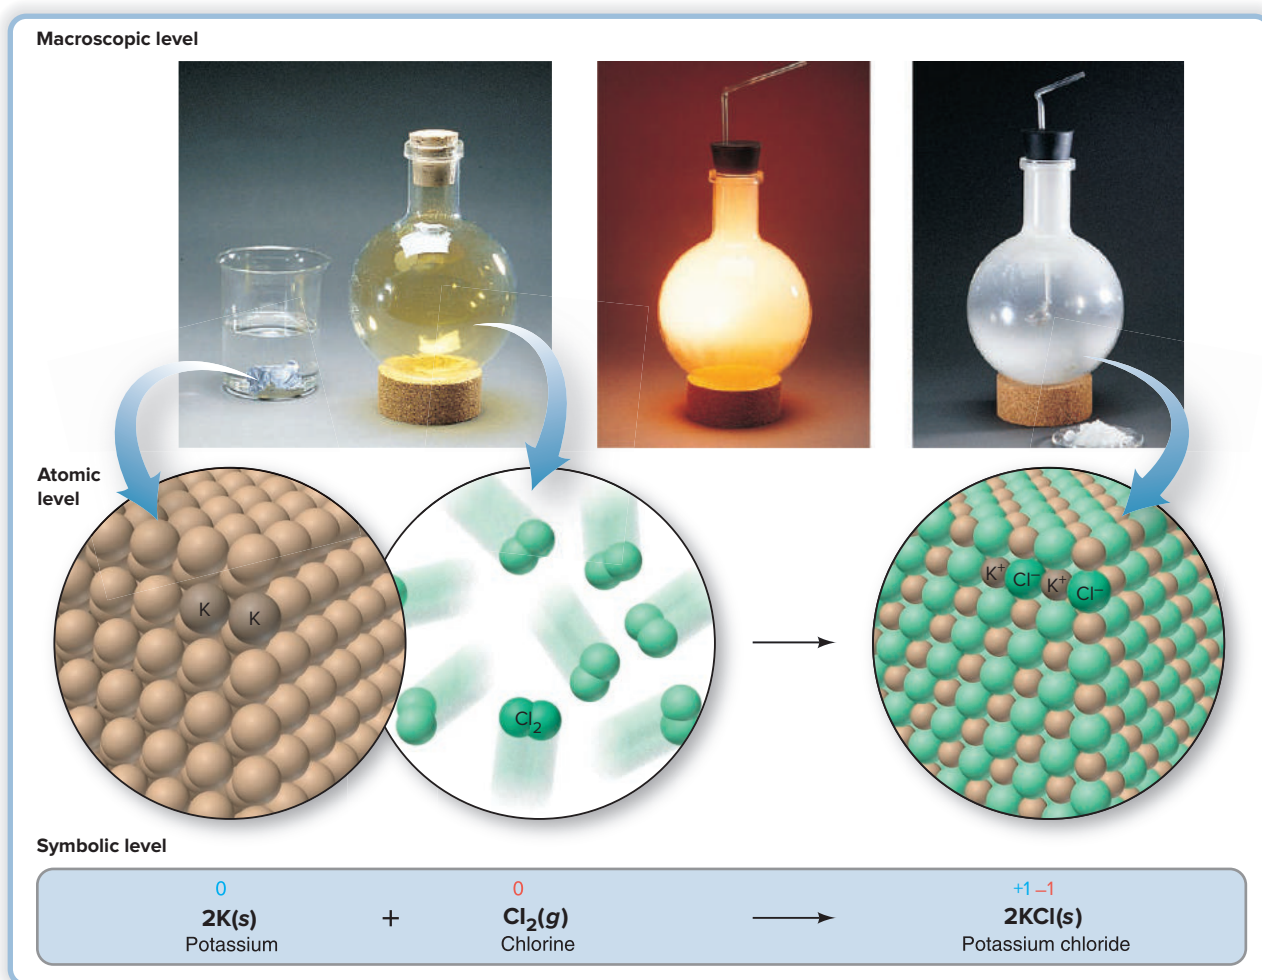 Macroscopic level
Atomic
level
K
K
Cl₂
K⁺
Cl⁻
K⁺
Cl⁻
Symbolic level
0
0
+1 –1
2K(s)
+
Cl₂(g)
⟶
2KCl(s)
Potassium
Chlorine
Potassium chloride